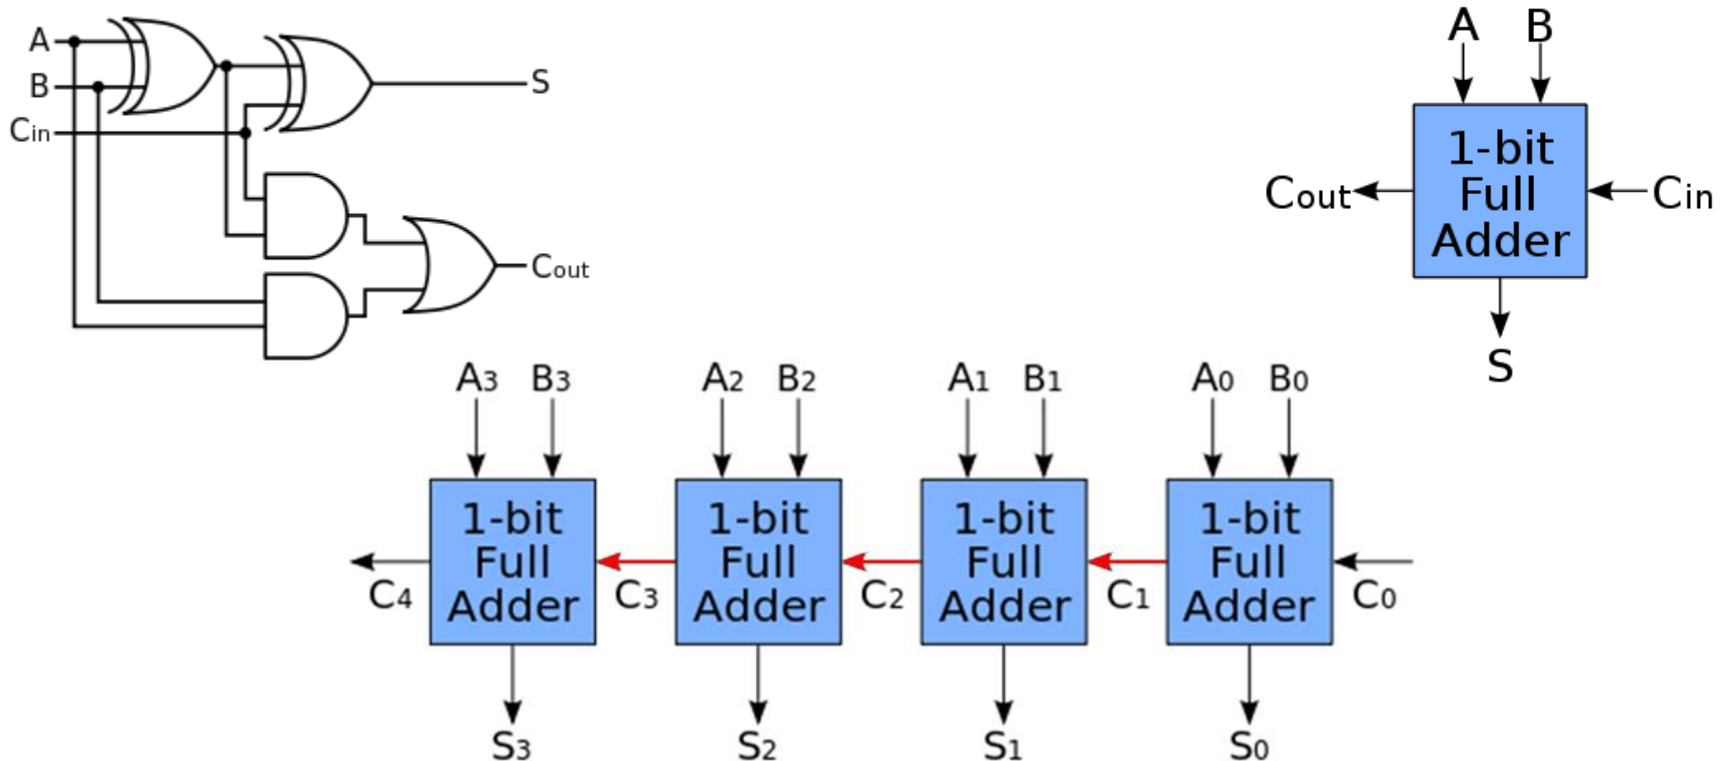 A
B
Cin
S
Cout
A B
1-bit
Full
Adder
Cout
Cin
S
A3 B3 A2 B2 A1 B1 A0 B0
1-bit
Full
Adder
1-bit
Full
Adder
1-bit
Full
Adder
1-bit
Full
Adder
C4 C3 C2 C1 C0
S3 S2 S1 S0